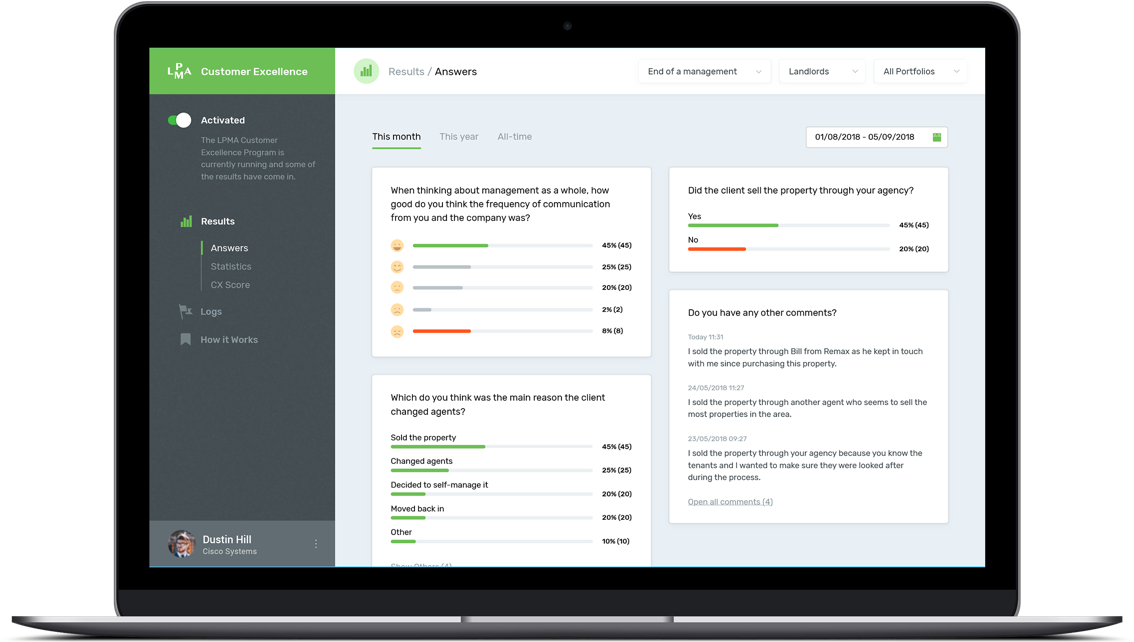 LPMA
Customer Excellence
Results / Answers
End of a management
Landlords
All Portfolios
Activated
The LPMA Customer
Excellence Program is
currently running and some of
the results have come in.
Results
Answers
Statistics
CX Score
Logs
How it Works
Dustin Hill
Cisco Systems
This month
This year
All-time
01/08/2018 - 05/09/2018
When thinking about management as a whole, how
good do you think the frequency of communication
from you and the company was?
45% (45)
25% (25)
20% (20)
2% (2)
8% (8)
Which do you think was the main reason the client
changed agents?
Sold the property
45% (45)
Changed agents
25% (25)
Decided to self-manage it
20% (20)
Moved back in
20% (20)
Other
10% (10)
Show Others (4)
Did the client sell the property through your agency?
Yes
45% (45)
No
20% (20)
Do you have any other comments?
Today 11:31
I sold the property through Bill from Remax as he kept in touch
with me since purchasing this property.
24/05/2018 11:27
I sold the property through another agent who seems to sell the
most properties in the area.
23/05/2018 09:27
I sold the property through your agency because you know the
tenants and I wanted to make sure they were looked after
during the process.
Open all comments (4)